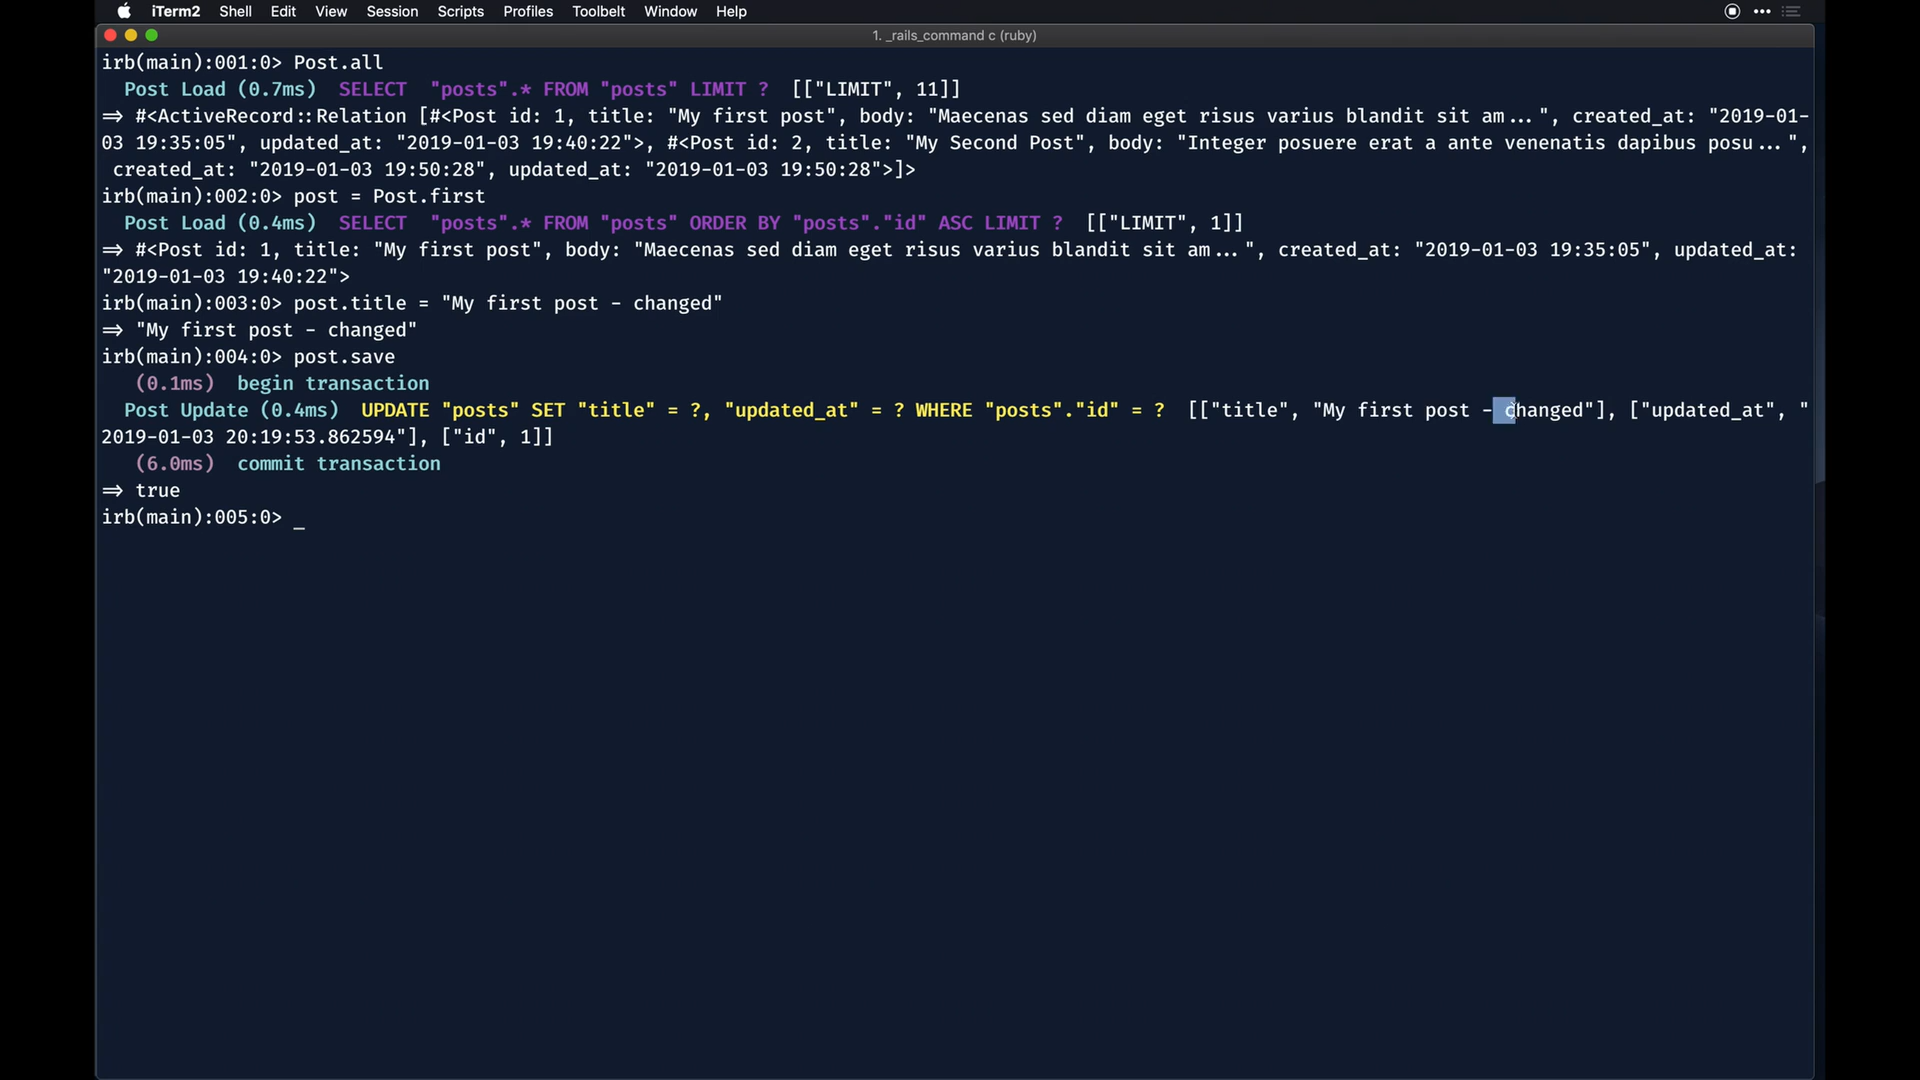 iTerm2 Shell Edit View Session Scripts Profiles Toolbelt Window Help
1. _rails_command c (ruby)
irb(main):001:0> Post.all
Post Load (0.7ms)  SELECT  "posts".* FROM "posts" LIMIT ?  [["LIMIT", 11]]
=> #<ActiveRecord::Relation [#<Post id: 1, title: "My first post", body: "Maecenas sed diam eget risus varius blandit sit am...", created_at: "2019-01-
03 19:35:05", updated_at: "2019-01-03 19:40:22">, #<Post id: 2, title: "My Second Post", body: "Integer posuere erat a ante venenatis dapibus posu...",
created_at: "2019-01-03 19:50:28", updated_at: "2019-01-03 19:50:28">]>
irb(main):002:0> post = Post.first
Post Load (0.4ms)  SELECT  "posts".* FROM "posts" ORDER BY "posts"."id" ASC LIMIT ?  [["LIMIT", 1]]
=> #<Post id: 1, title: "My first post", body: "Maecenas sed diam eget risus varius blandit sit am...", created_at: "2019-01-03 19:35:05", updated_at:
"2019-01-03 19:40:22">
irb(main):003:0> post.title = "My first post - changed"
=> "My first post - changed"
irb(main):004:0> post.save
(0.1ms)  begin transaction
Post Update (0.4ms)  UPDATE "posts" SET "title" = ?, "updated_at" = ? WHERE "posts"."id" = ?  [["title", "My first post - changed"], ["updated_at", "
2019-01-03 20:19:53.862594"], ["id", 1]]
(6.0ms)  commit transaction
=> true
irb(main):005:0> _